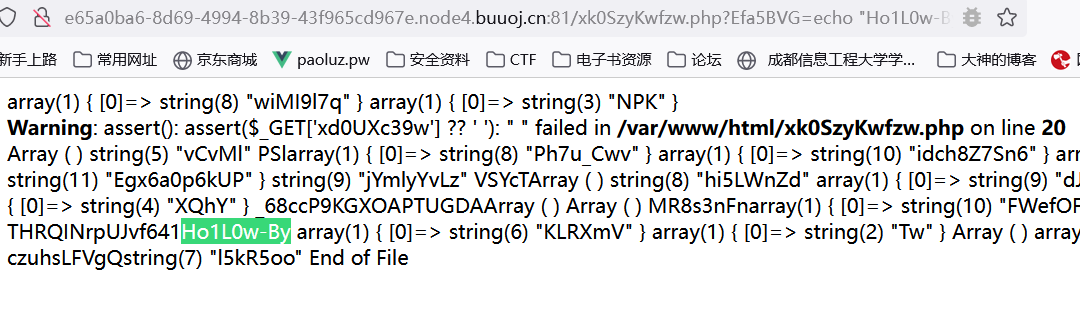 e65a0ba6-8d69-4994-8b39-43f965cd967e.node4.buuoj.cn:81/xk0SzyKwfzw.php?Efa5BVG=echo "Ho1L0w-B
新手上路 常用网址 京东商城 paoluz.pw 安全资料 CTF 电子书资源 论坛 成都信息工程大学学... 大神的博客
array(1) { [0]=> string(8) "wiMI9l7q" } array(1) { [0]=> string(3) "NPK" }
Warning: assert(): assert($_GET['xd0UXc39w'] ?? ' '): " " failed in /var/www/html/xk0SzyKwfzw.php on line 20
Array ( ) string(5) "vCvMl" PSlarray(1) { [0]=> string(8) "Ph7u_Cwv" } array(1) { [0]=> string(10) "idch8Z7Sn6" } arr
string(11) "Egx6a0p6kUP" } string(9) "jYmlyYvLz" VSYcTArray ( ) string(8) "hi5LWnZd" array(1) { [0]=> string(9) "dJ
{ [0]=> string(4) "XQhY" } _68ccP9KGXOAPTUGDAArray ( ) Array ( ) MR8s3nFnarray(1) { [0]=> string(10) "FWefOF
THRQINrpUJvf641Ho1L0w-By array(1) { [0]=> string(6) "KLRXmV" } array(1) { [0]=> string(2) "Tw" } Array ( ) array
czuhsLFVgQstring(7) "l5kR5oo" End of File